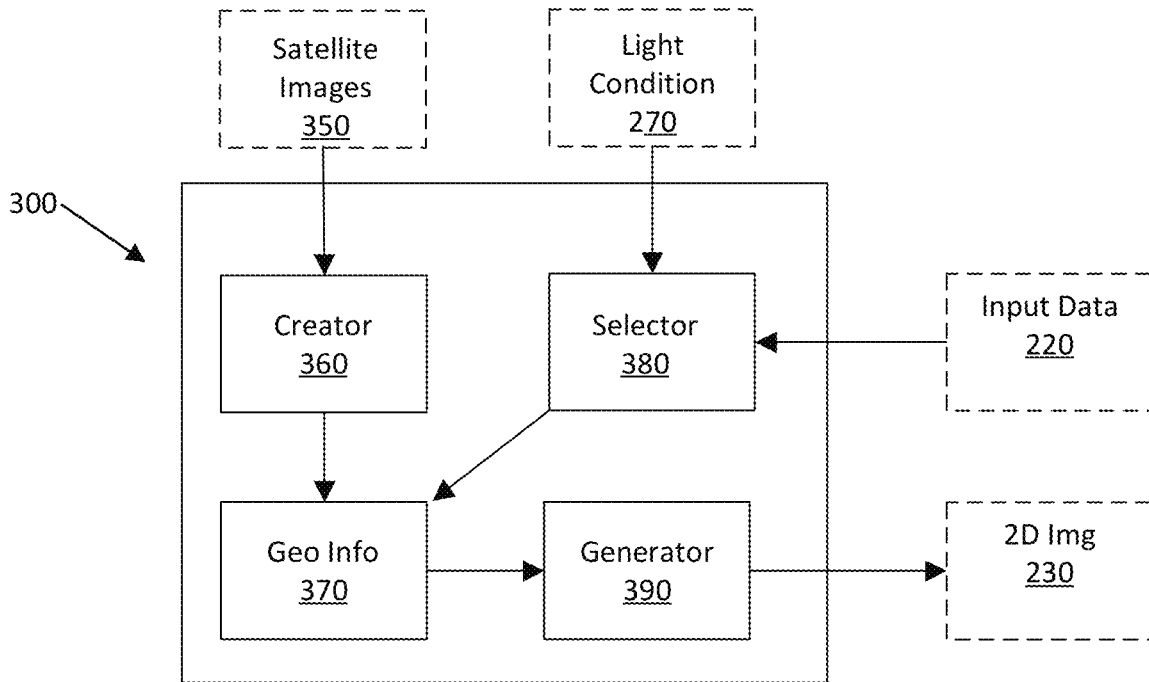 Satellite
Images
350
Light
Condition
270
300
Creator
360
Selector
380
Input Data
220
Geo Info
370
Generator
390
2D Img
230